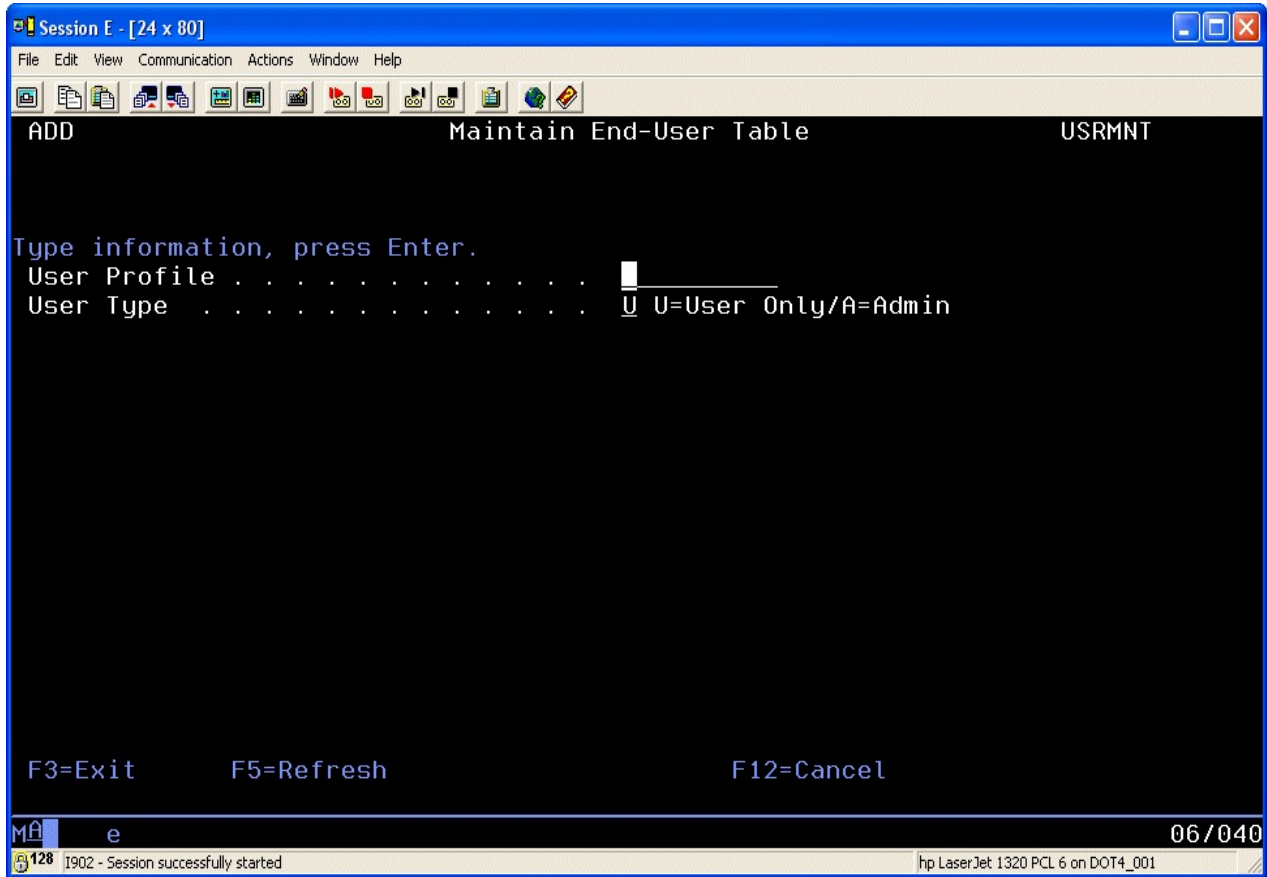 Session E - [24 x 80]
File Edit View Communication Actions Window Help
ADD Maintain End-User Table USRMNT
Type information, press Enter.
User Profile . . . . . . . . . . . .
User Type . . . . . . . . . . . . . U U=User Only/A=Admin
F3=Exit F5=Refresh F12=Cancel
MA e 06/040
128 I902 - Session successfully started hp LaserJet 1320 PCL 6 on DOT4_001